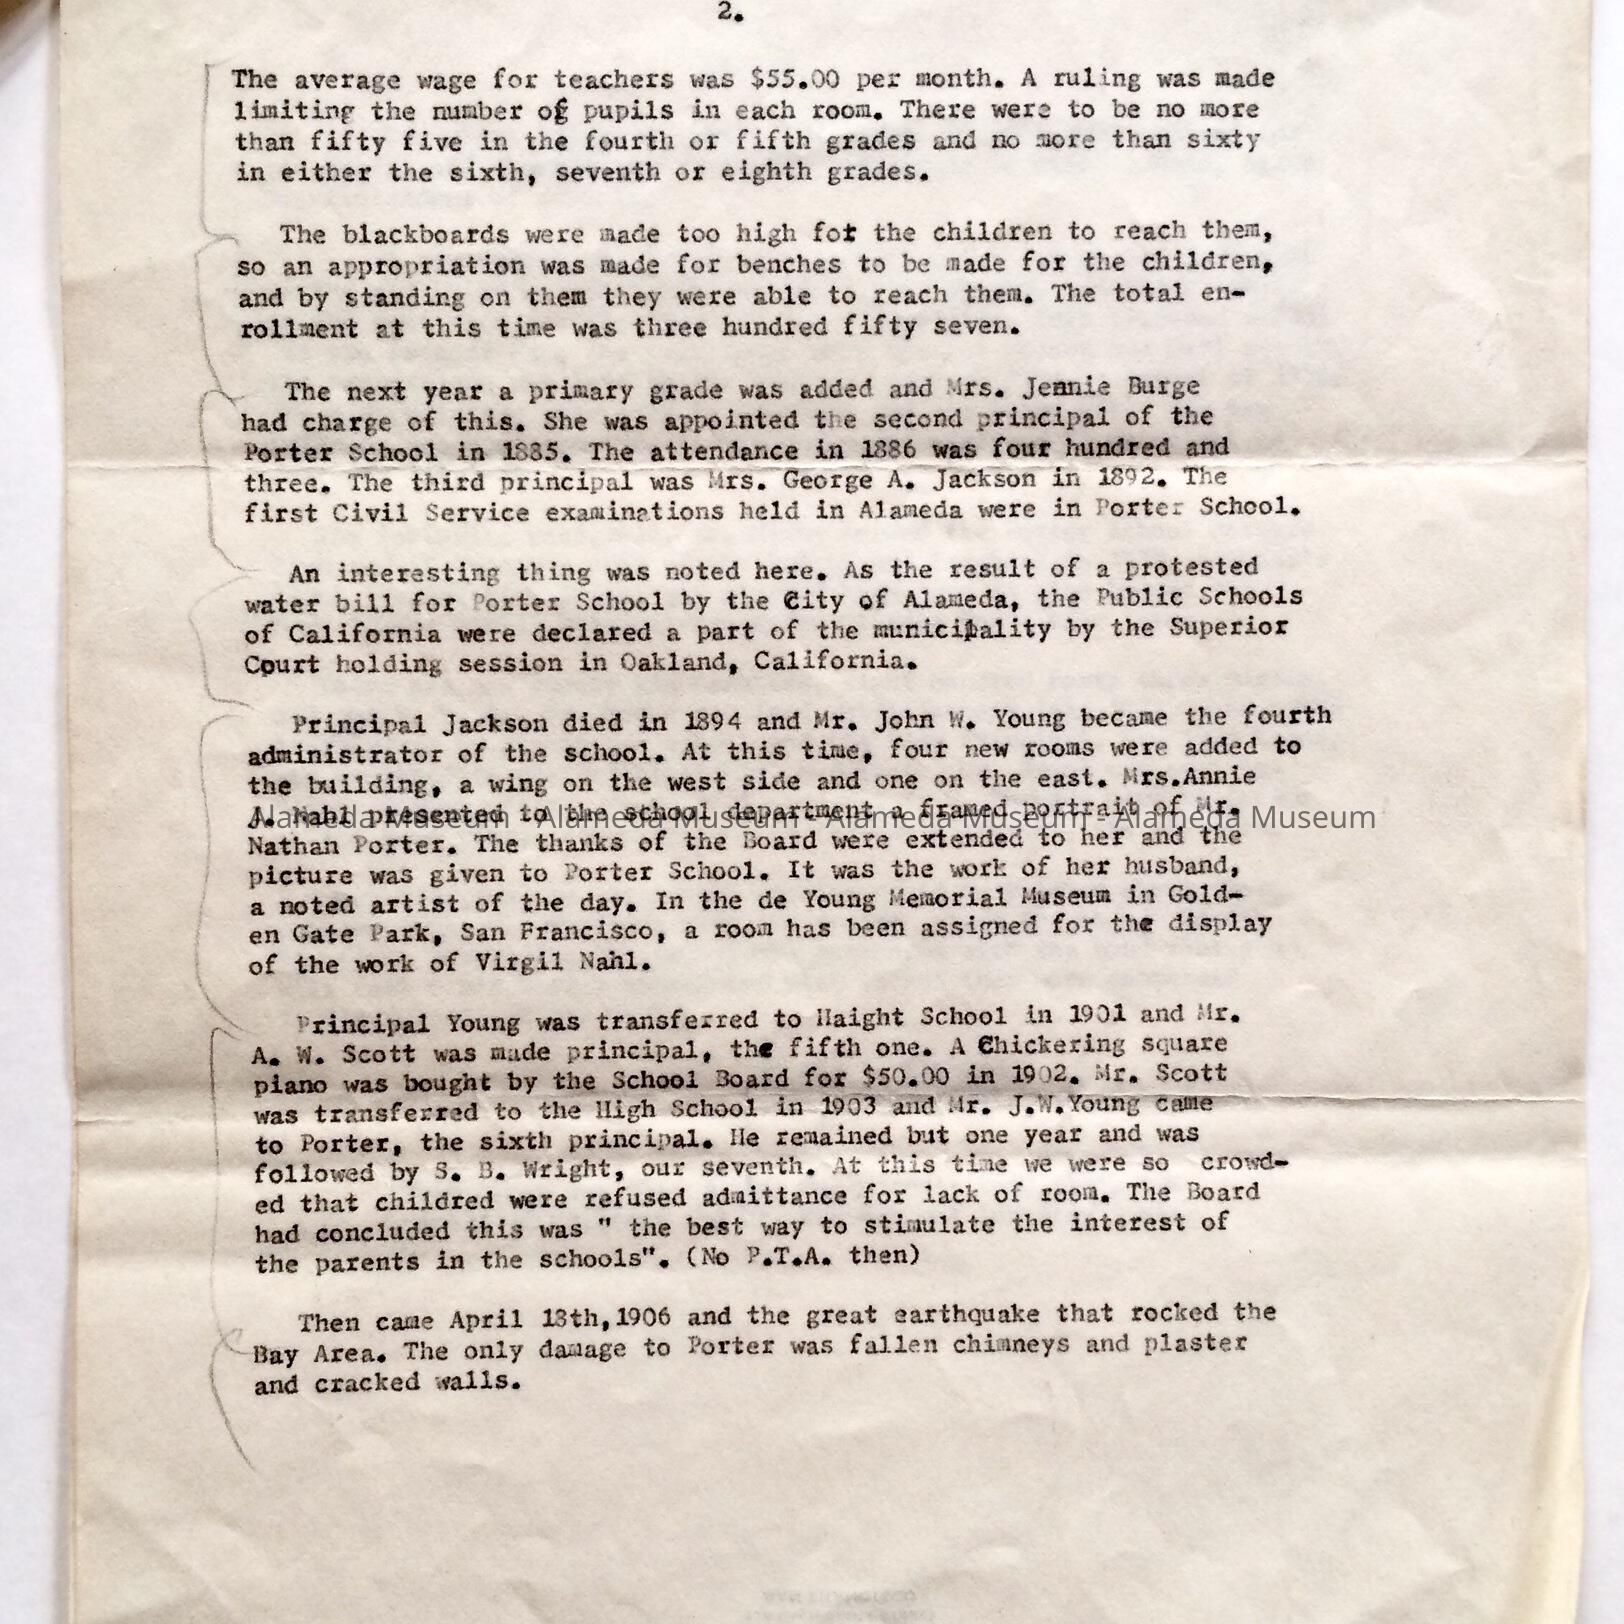 2.
The average wage for teachers was $55.00 per month. A ruling was made
limiting the number of pupils in each room. There were to be no more
than fifty five in the fourth or fifth grades and no more than sixty
in either the sixth, seventh or eighth grades.
The blackboards were made too high for the children to reach them,
so an appropriation was made for benches to be made for the children,
and by standing on them they were able to reach them. The total en-
rollment at this time was three hundred fifty seven.
The next year a primary grade was added and Mrs. Jennie Burge
had charge of this. She was appointed the second principal of the
Porter School in 1885. The attendance in 1886 was four hundred and
three. The third principal was Mrs. George A. Jackson in 1892. The
first Civil Service examinations held in Alameda were in Porter School.
An interesting thing was noted here. As the result of a protested
water bill for Porter School by the City of Alameda, the Public Schools
of California were declared a part of the municipality by the Superior
Court holding session in Oakland, California.
Principal Jackson died in 1894 and Mr. John W. Young became the fourth
administrator of the school. At this time, four new rooms were added to
the building, a wing on the west side and one on the east. Mrs.Annie
A. Nahl presented to the school department a framed portrait of Mr.
Alameda Museum - Alameda Museum - Alameda Museum - Alameda Museum
Nathan Porter. The thanks of the Board were extended to her and the
picture was given to Porter School. It was the work of her husband,
a noted artist of the day. In the de Young Memorial Museum in Gold-
en Gate Park, San Francisco, a room has been assigned for the display
of the work of Virgil Nahl.
Principal Young was transferred to Haight School in 1901 and Mr.
A. W. Scott was made principal, the fifth one. A Chickering square
piano was bought by the School Board for $50.00 in 1902. Mr. Scott
was transferred to the High School in 1903 and Mr. J.W.Young came
to Porter, the sixth principal. He remained but one year and was
followed by S. B. Wright, our seventh. At this time we were so crowd-
ed that childred were refused admittance for lack of room. The Board
had concluded this was " the best way to stimulate the interest of
the parents in the schools". (No P.T.A. then)
Then came April 18th,1906 and the great earthquake that rocked the
Bay Area. The only damage to Porter was fallen chimneys and plaster
and cracked walls.